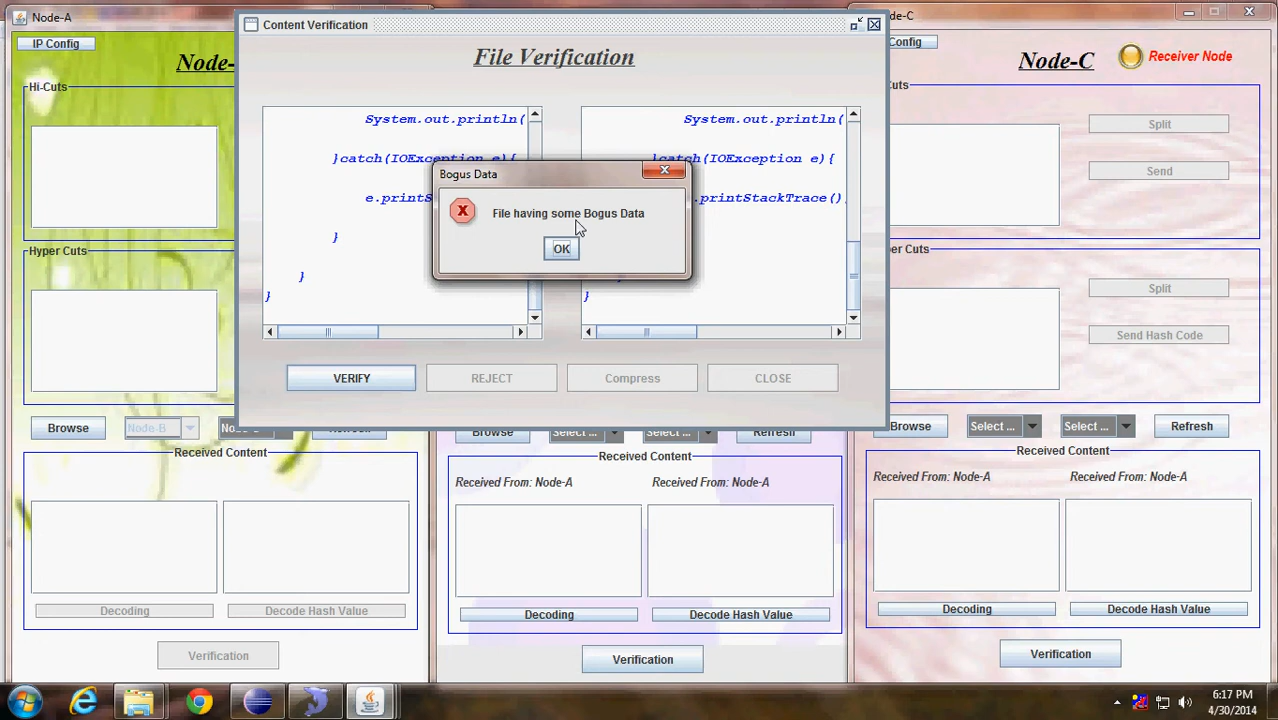 Node-A
Content Verification
de-C
IP Config
Config
Node-
File Verification
Node-C
Receiver Node
Hi-Cuts
Cuts
System.out.println(
}catch(IOException e){
e.printS
}
}
}
System.out.println(
}catch(IOException e){
.printStackTrace()
}
Bogus Data
File having some Bogus Data
OK
Split
Send
Hyper Cuts
per Cuts
Split
Send Hash Code
VERIFY
REJECT
Compress
CLOSE
Browse
Node-B
Refresh
Browse
Select ...
Select ...
Refresh
Browse
Select ...
Select ...
Refresh
Received Content
Received Content
Received From: Node-A
Received From: Node-A
Received Content
Received From: Node-A
Received From: Node-A
Decoding
Decode Hash Value
Decoding
Decode Hash Value
Decoding
Decode Hash Value
Verification
Verification
Verification
6:17 PM
4/30/2014